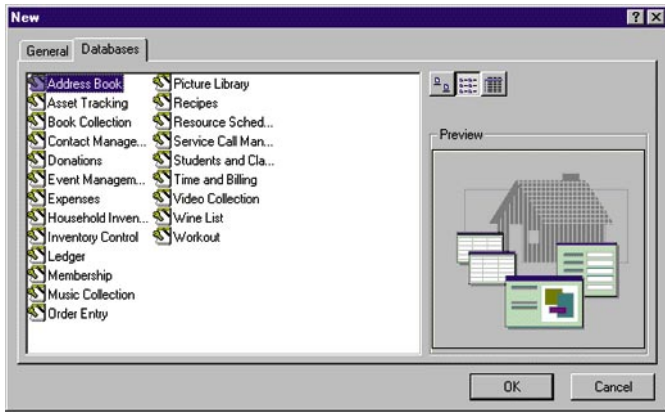 New
General Databases
Address Book
Asset Tracking
Book Collection
Contact Manage...
Donations
Event Managem...
Expenses
Household Inven...
Inventory Control
Ledger
Membership
Music Collection
Order Entry
Picture Library
Recipes
Resource Sched...
Service Call Man...
Students and Cla...
Time and Billing
Video Collection
Wine List
Workout
Preview
OK Cancel